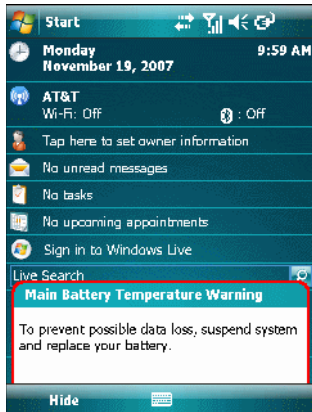 Start
Monday 9:59 AM
November 19, 2007
AT&T
Wi-Fi: Off : Off
Tap here to set owner information
No unread messages
No tasks
No upcoming appointments
Sign in to Windows Live
Live Search
Main Battery Temperature Warning
To prevent possible data loss, suspend system
and replace your battery.
Hide